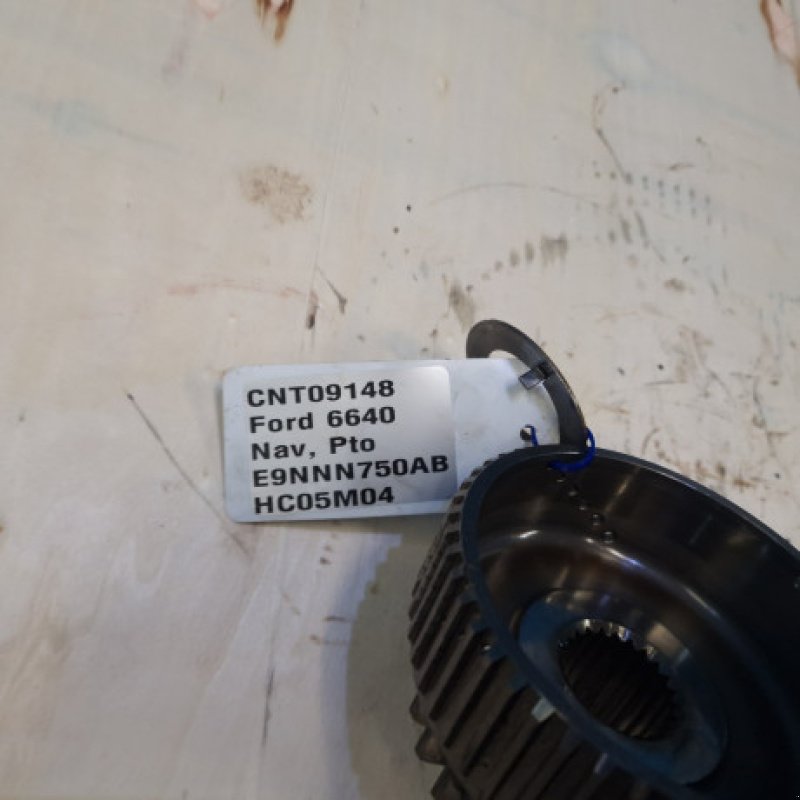 CNT09148
Ford 6640
Nav, Pto
E9NNN750AB
HC05M04